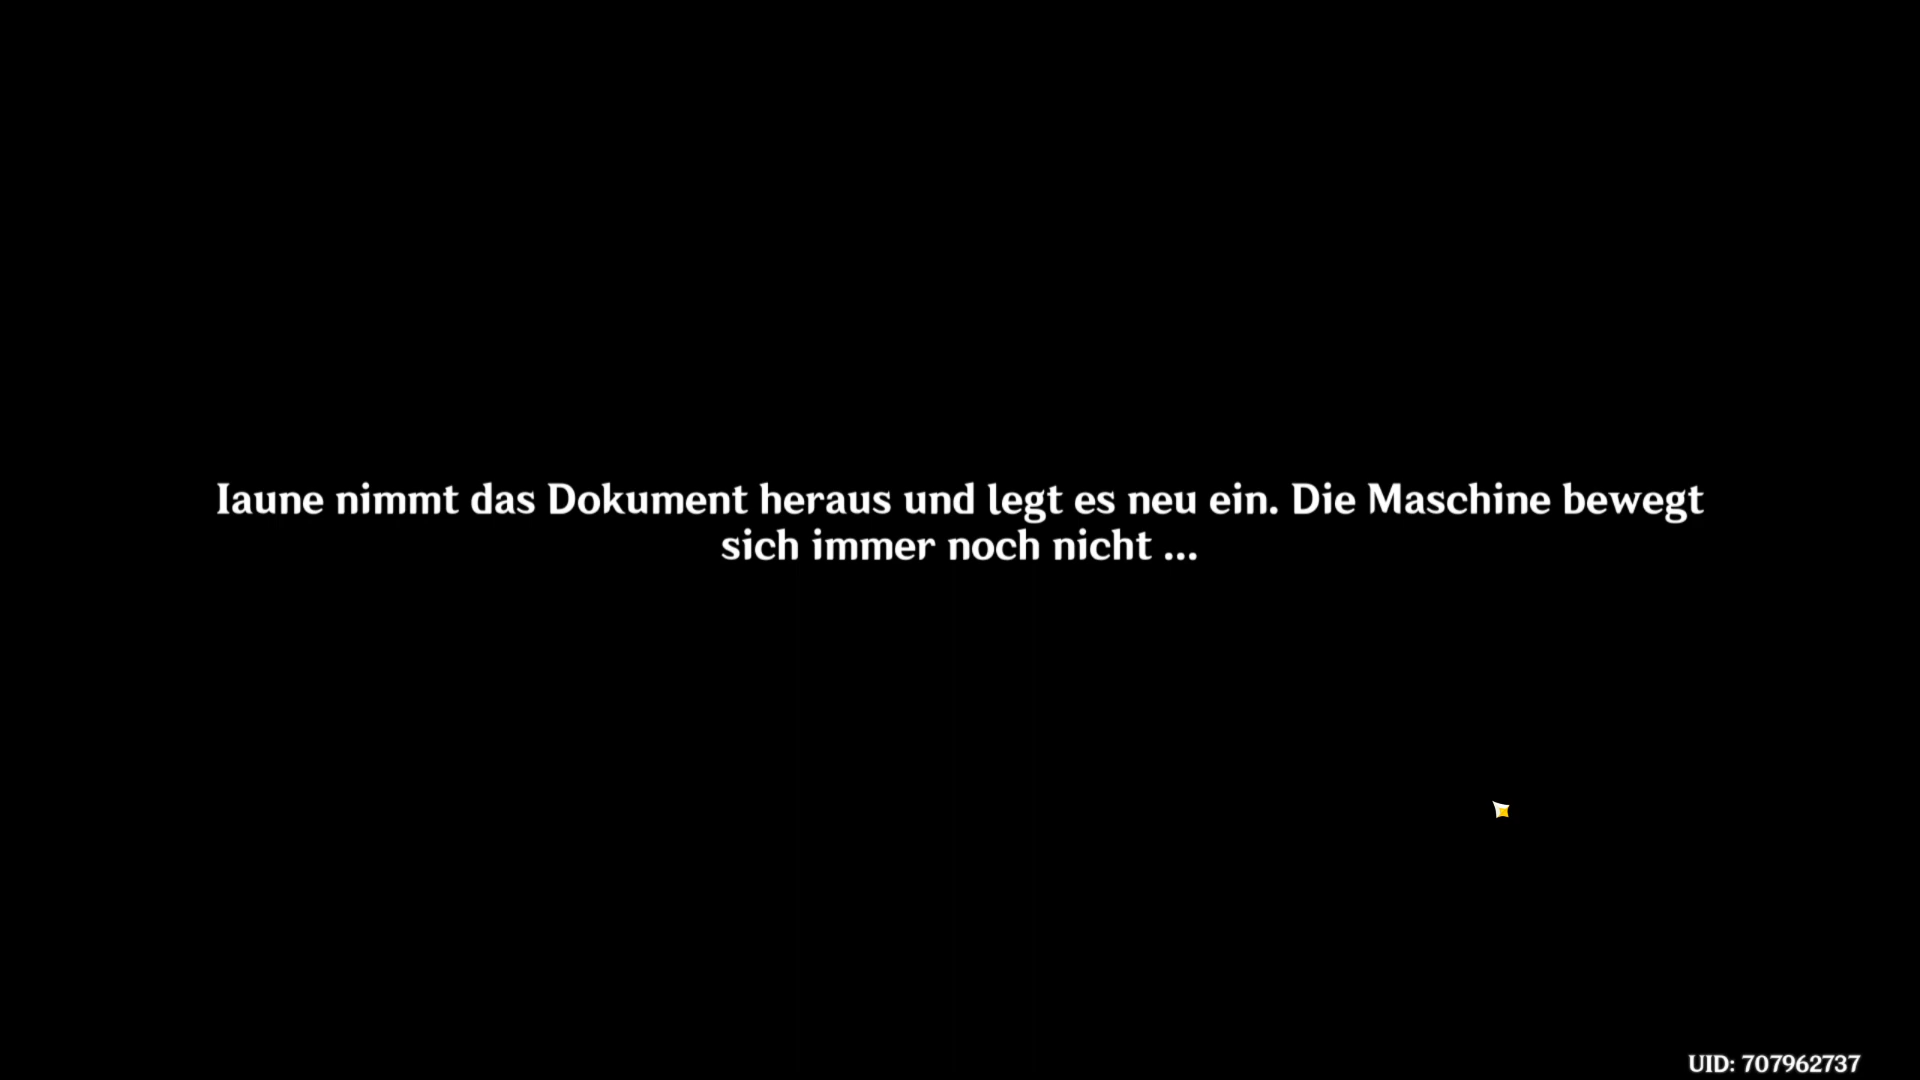 Iaune nimmt das Dokument heraus und legt es neu ein. Die Maschine bewegt
sich immer noch nicht ...
UID: 707962737